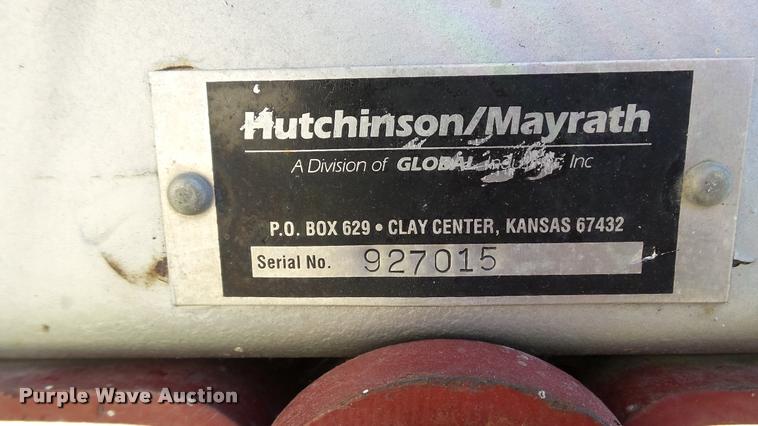 Hutchinson/Mayrath
A Division of GLOBAL Inc
P.O. BOX 629 • CLAY CENTER, KANSAS 67432
Serial No. 927015
Purple Wave Auction